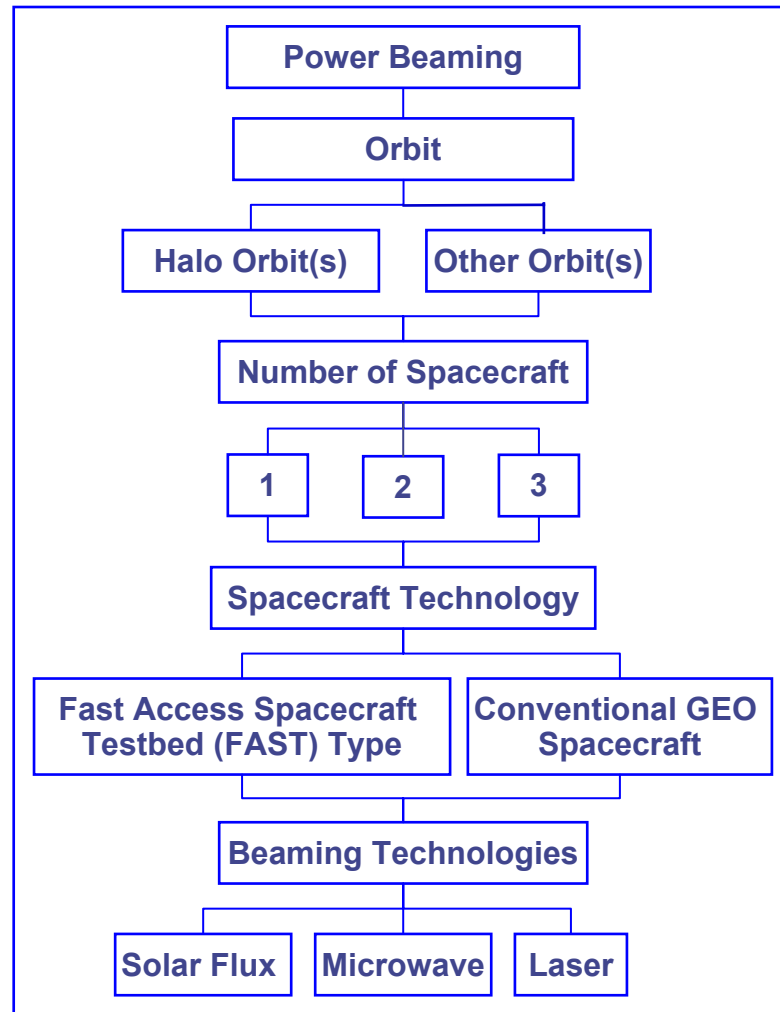 Power Beaming
Orbit
Halo Orbit(s)
Other Orbit(s)
Number of Spacecraft
1
2
3
Spacecraft Technology
Fast Access Spacecraft
Testbed (FAST) Type
Conventional GEO
Spacecraft
Beaming Technologies
Solar Flux
Microwave
Laser